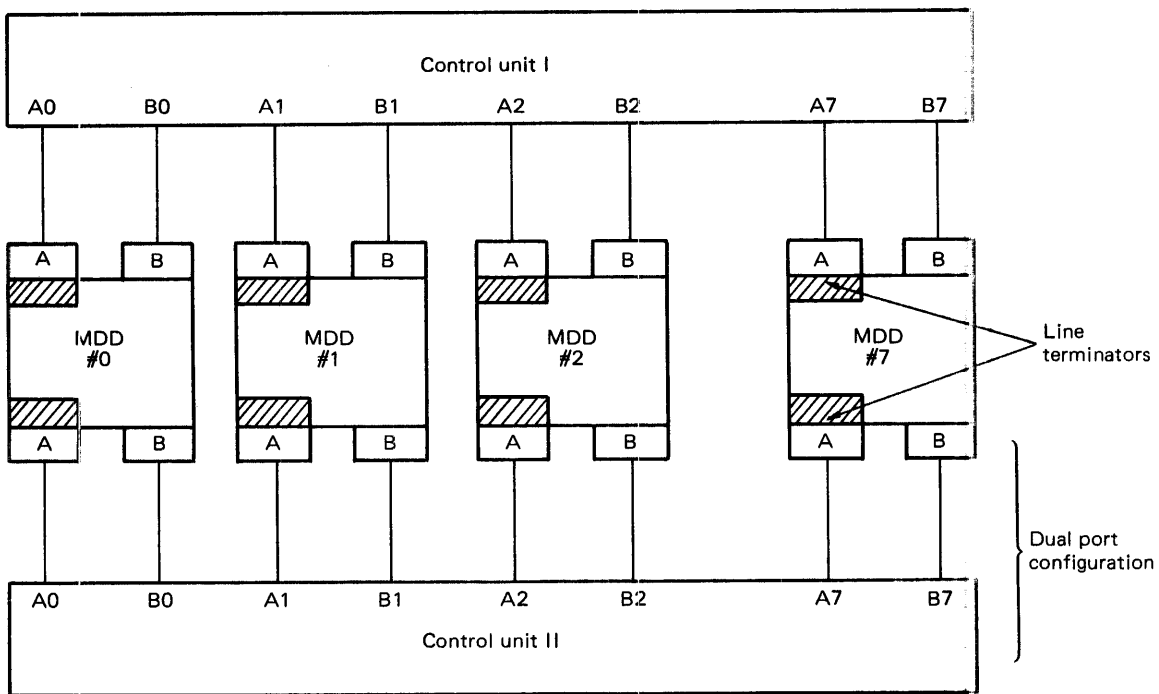 Control unit I
A0 B0 A1 B1 A2 B2 A7 B7
A B A B A B A B
MDD
#0
MDD
#1
MDD
#2
MDD
#7
Line
terminators
A B A B A B A B
Dual port
configuration
A0 B0 A1 B1 A2 B2 A7 B7
Control unit II